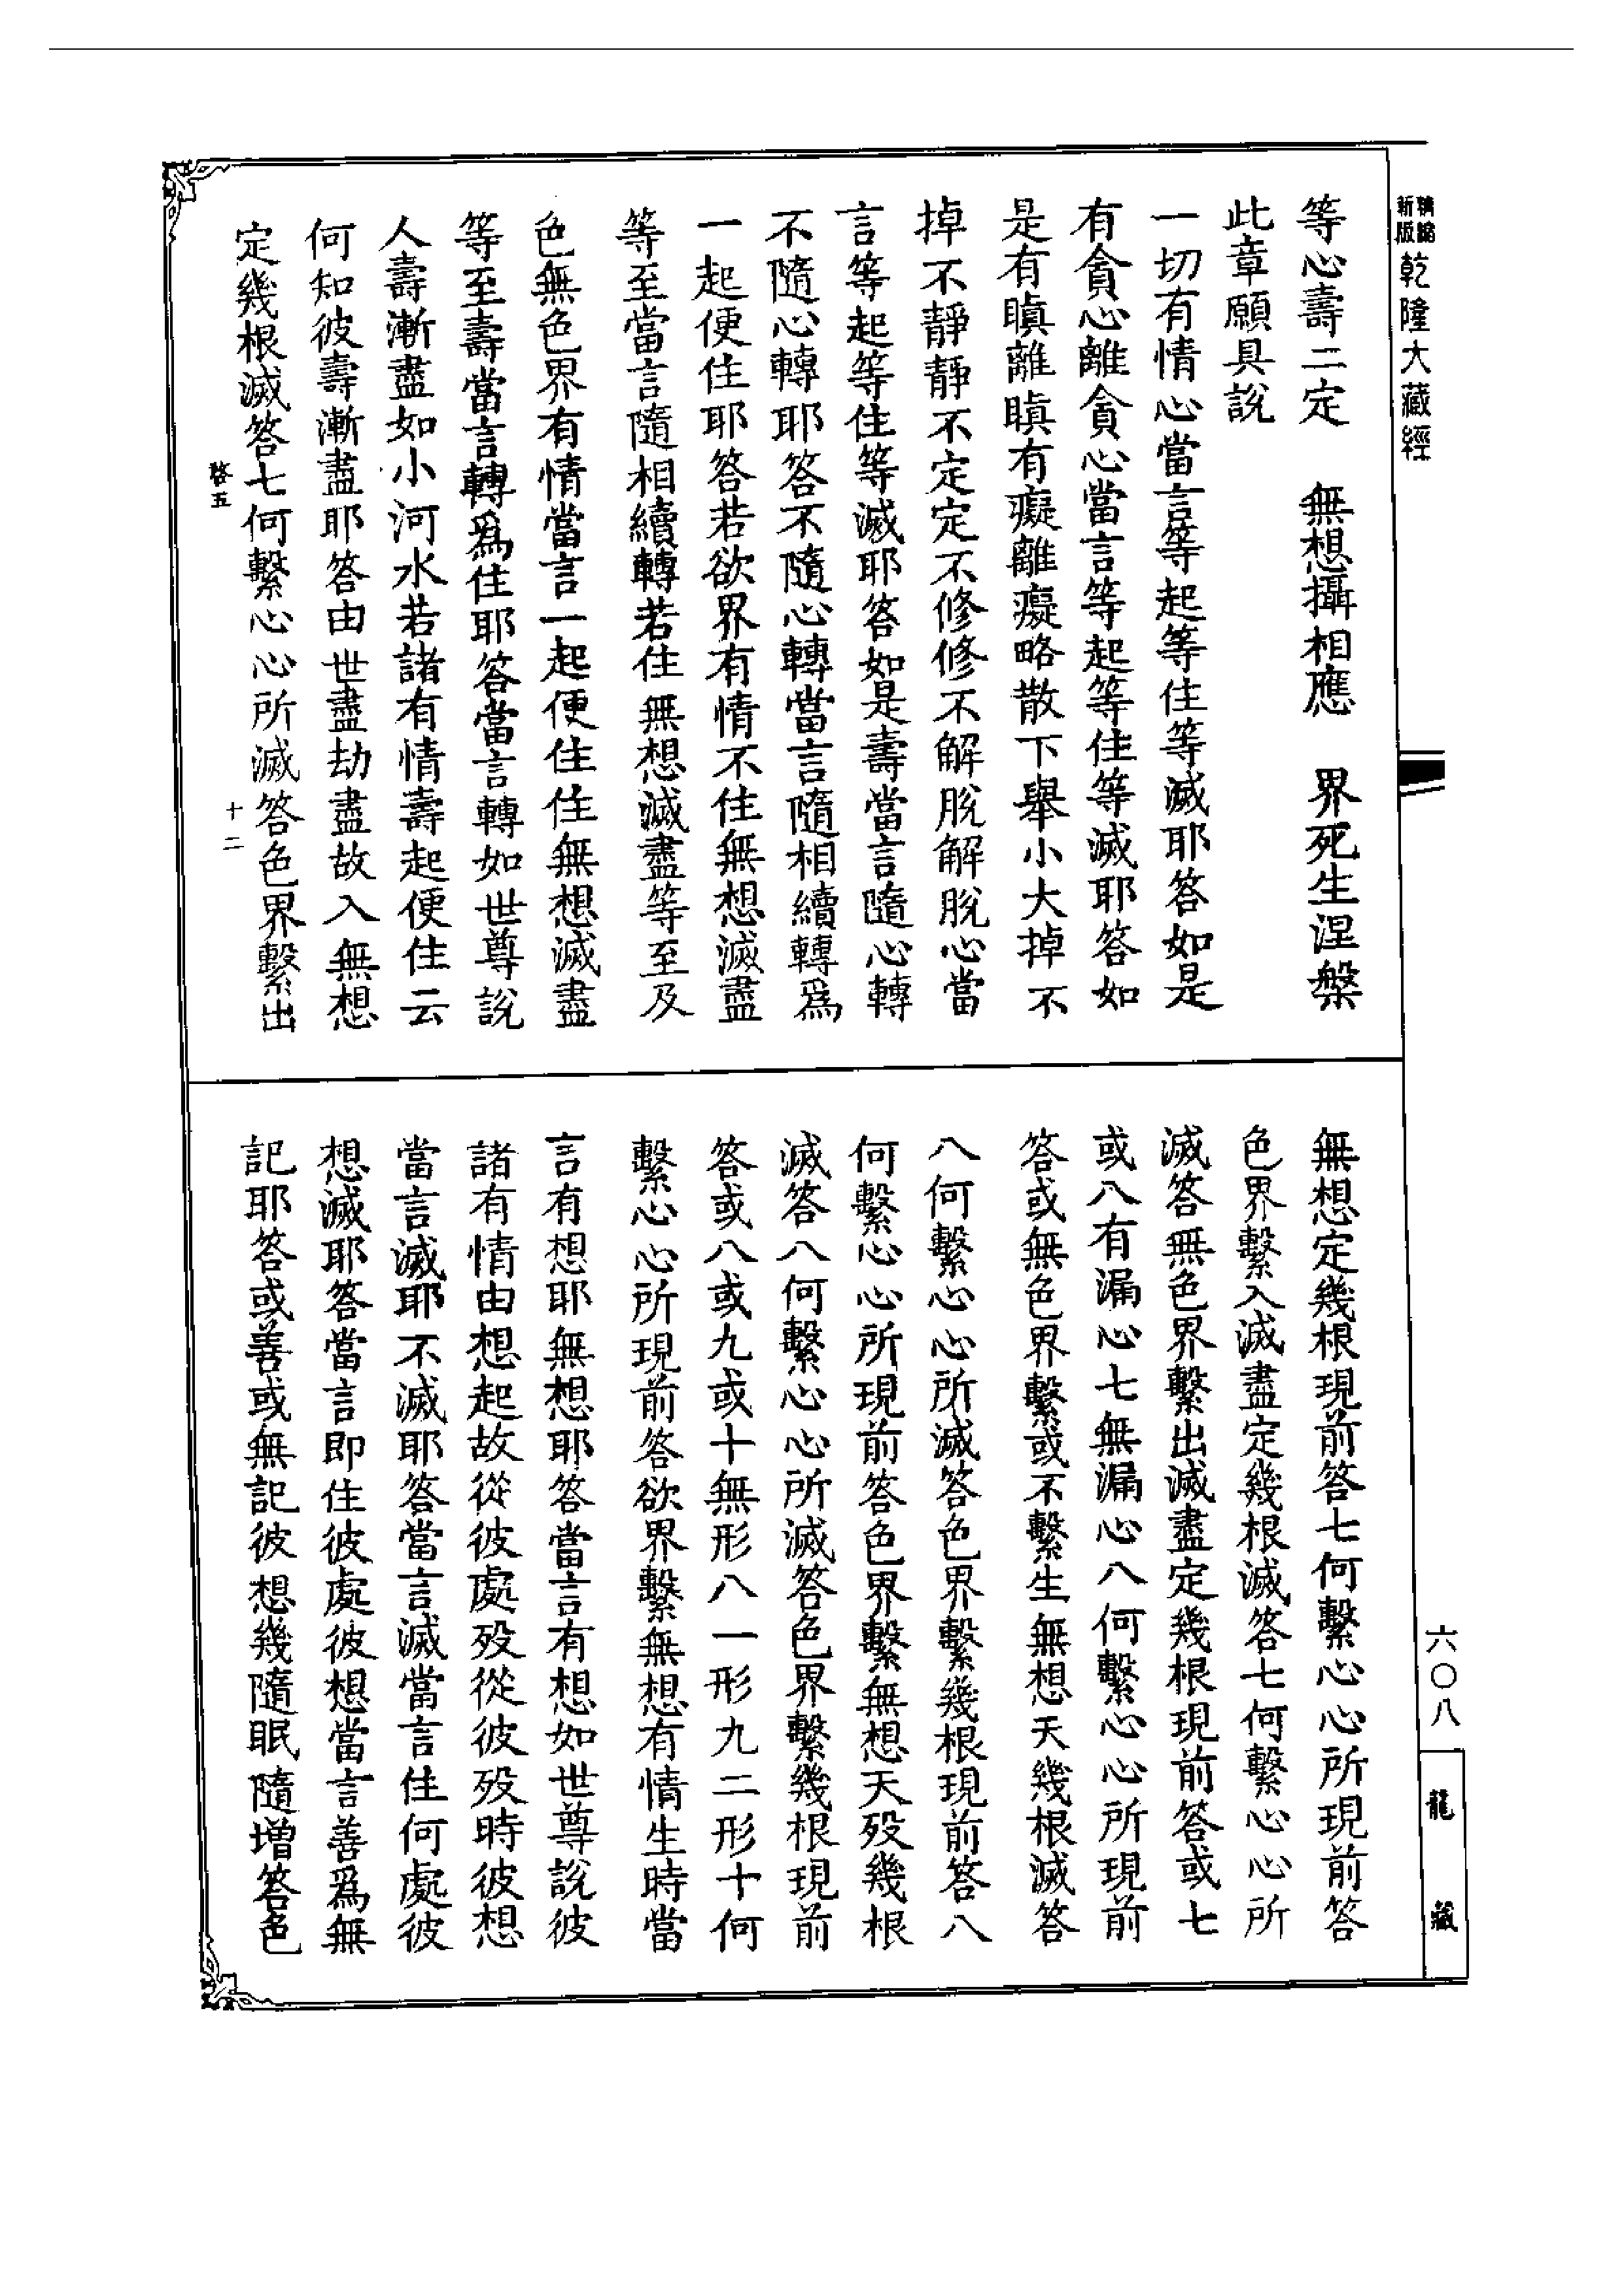 新版精縮乾隆大藏經
等心壽二定　無想攝相應　界死生涅槃
此章願具說
一切有情心當言等起等住等滅耶答如是
有貪心離貪心當言等起等住等滅耶答如
是有瞋離瞋有癡離癡略散下舉小大掉不
掉不靜靜不定定不修修不解脫解脫心當
言等起等住等滅耶答如是壽當言隨心轉
不隨心轉耶答不隨心轉當言隨相續轉爲
一起便住耶答若欲界有情不住無想滅盡
等至當言隨相續轉若住無想滅盡等至及
色無色界有情當言一起便住住無想滅盡
等至壽當言轉爲住耶答當言轉如世尊說
人壽漸盡如小河水若諸有情壽起便住云
何知彼壽漸盡耶答由世盡劫盡故入無想
定幾根滅答七何繫心心所滅答色界繫出
啓五　十二
無想定幾根現前答七何繫心心所現前答
色界繫入滅盡定幾根滅答七何繫心心所
滅答無色界繫出滅盡定幾根現前答或七
或八有漏心七無漏心八何繫心心所現前
答或無色界繫或不繫生無想天幾根滅答
八何繫心心所滅答色界繫幾根現前答八
何繫心心所現前答色界繫無想天歿幾根
滅答八何繫心心所滅答色界繫幾根現前
答或八或九或十無形八一形九二形十何
繫心心所現前答欲界繫無想有情生時當
言有想耶無想耶答當言有想如世尊說彼
諸有情由想起故從彼處歿從彼歿時彼想
當言滅耶不滅耶答當言滅當言住何處彼
想滅耶答當言即住彼處彼想當言善爲無
記耶答或善或無記彼想幾隨眠隨增答色
六〇八
龍藏